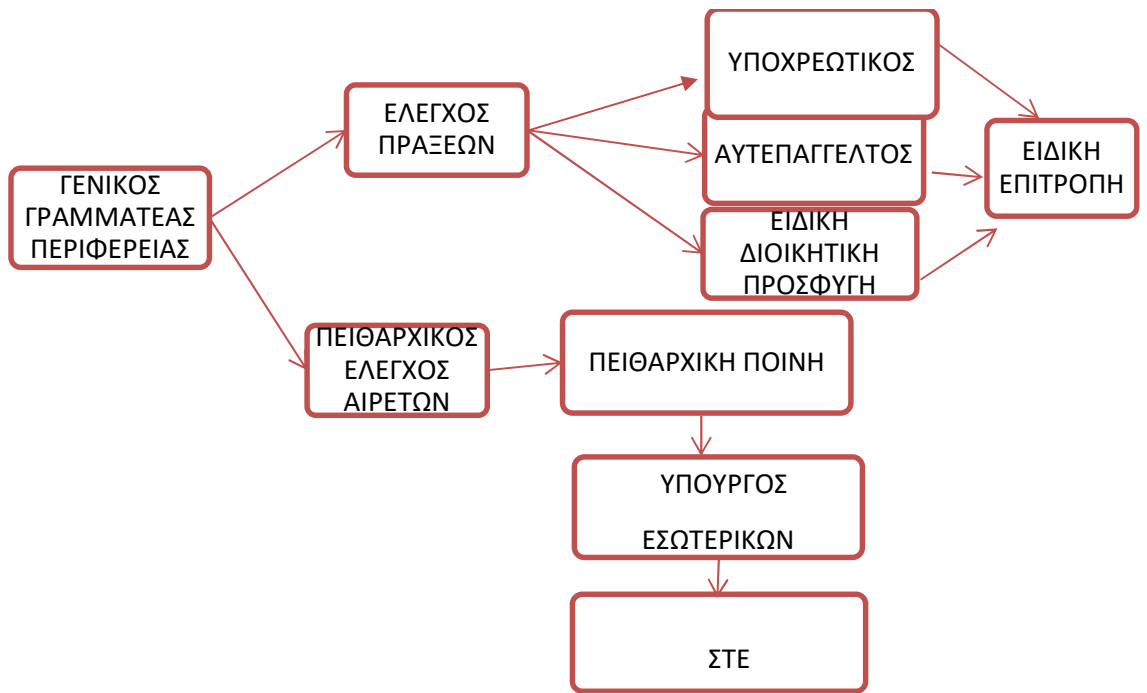 ΓΕΝΙΚΟΣ
ΓΡΑΜΜΑΤΕΑΣ
ΠΕΡΙΦΕΡΕΙΑΣ
ΕΛΕΓΧΟΣ
ΠΡΑΞΕΩΝ
ΥΠΟΧΡΕΩΤΙΚΟΣ
ΑΥΤΕΠΑΓΓΕΛΤΟΣ
ΕΙΔΙΚΗ
ΔΙΟΙΚΗΤΙΚΗ
ΠΡΟΣΦΥΓΗ
ΕΙΔΙΚΗ
ΕΠΙΤΡΟΠΗ
ΠΕΙΘΑΡΧΙΚΟΣ
ΕΛΕΓΧΟΣ
ΑΙΡΕΤΩΝ
ΠΕΙΘΑΡΧΙΚΗ ΠΟΙΝΗ
ΥΠΟΥΡΓΟΣ
ΕΣΩΤΕΡΙΚΩΝ
ΣΤΕ